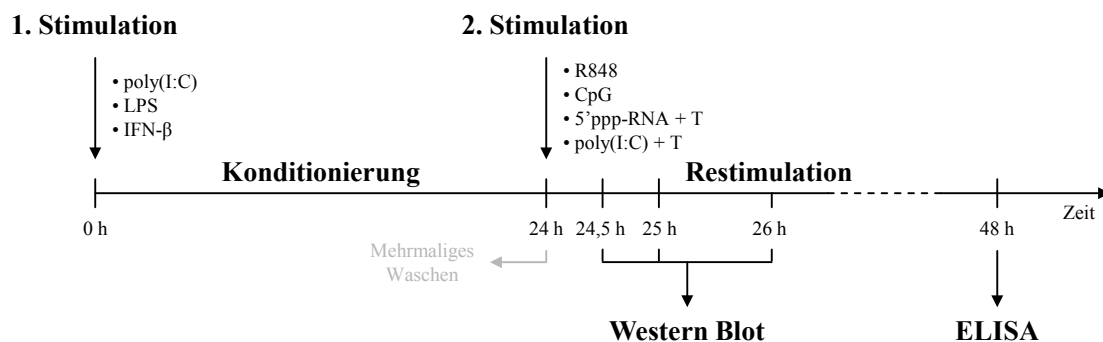 1. Stimulation
2. Stimulation
• poly(I:C)
• LPS
• IFN-β
• R848
• CpG
• 5'ppp-RNA + T
• poly(I:C) + T
Konditionierung
Restimulation
Zeit
0 h
24 h
24,5 h
25 h
26 h
48 h
Mehrmaliges
Waschen
Western Blot
ELISA